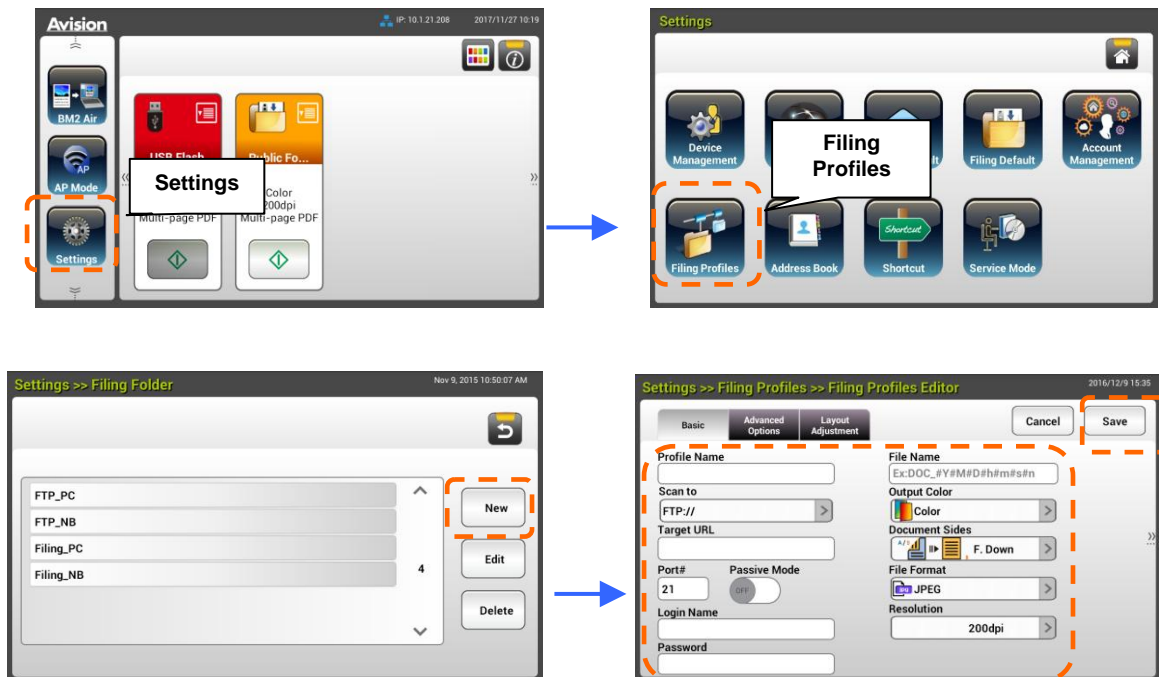 Avision
IP: 10.1.21.208
2017/11/27 10:19
BM2 Air
AP
AP Mode
Settings
USB Flash
Public Fo...
Settings
Color
200dpi
Multi-page PDF
Multi-page PDF
Settings
Device
Management
Filing Default
Account
Management
Filing
Profiles
Filing Profiles
Address Book
Shortcut
Shortcut
Service Mode
Settings >> Filing Folder
Nov 9, 2015 10:50:07 AM
FTP_PC
FTP_NB
Filing_PC
Filing_NB
4
New
Edit
Delete
Settings >> Filing Profiles >> Filing Profiles Editor
2016/12/9 15:35
Basic
Advanced
Options
Layout
Adjustment
Cancel
Save
Profile Name
Scan to
FTP://
Target URL
Port#
Passive Mode
21
OFF
Login Name
Password
File Name
Ex:DOC_#Y#M#D#h#m#s#n
Output Color
Color
Document Sides
F. Down
File Format
JPEG
Resolution
200dpi